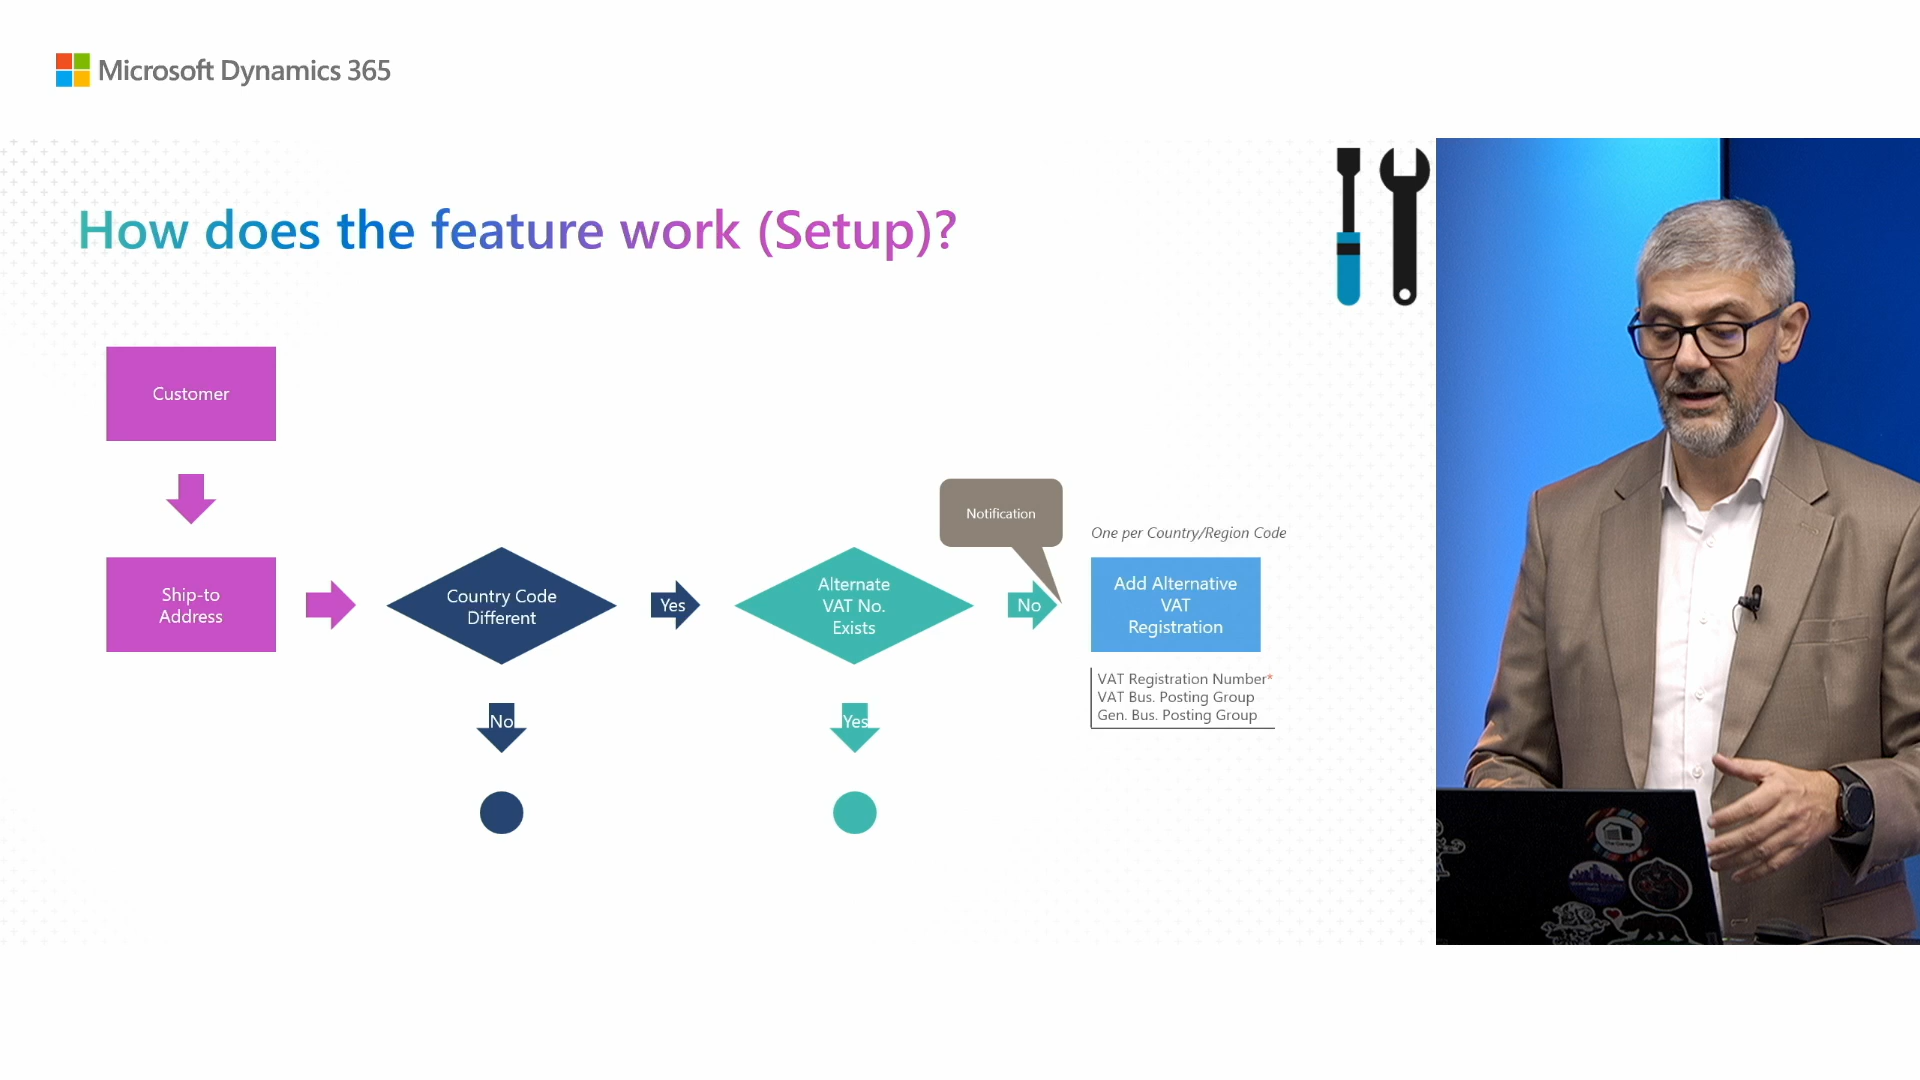 Microsoft Dynamics 365
How does the feature work (Setup)?
Customer
Notification
One per Country/Region Code
Ship-to
Address
Country Code
Different
Yes
Alternate
VAT No.
Exists
No
Add Alternative
VAT
Registration
VAT Registration Number*
VAT Bus. Posting Group
Gen. Bus. Posting Group
No
Yes